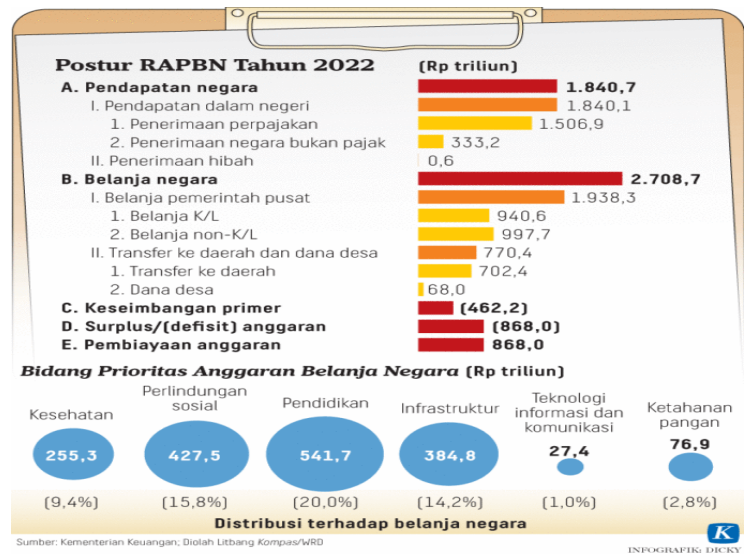 Postur RAPBN Tahun 2022 (Rp triliun)
A. Pendapatan negara 1.840,7
I. Pendapatan dalam negeri 1.840,1
1. Penerimaan perpajakan 1.506,9
2. Penerimaan negara bukan pajak 333,2
II. Penerimaan hibah 0,6
B. Belanja negara 2.708,7
I. Belanja pemerintah pusat 1.938,3
1. Belanja K/L 940,6
2. Belanja non-K/L 997,7
II. Transfer ke daerah dan dana desa 770,4
1. Transfer ke daerah 702,4
2. Dana desa 68,0
C. Keseimbangan primer (462,2)
D. Surplus/(defisit) anggaran (868,0)
E. Pembiayaan anggaran 868,0
Bidang Prioritas Anggaran Belanja Negara (Rp triliun)
Kesehatan
255,3
(9,4%)
Perlindungan
sosial
427,5
(15,8%)
Pendidikan
541,7
(20,0%)
Infrastruktur
384,8
(14,2%)
Teknologi
informasi dan
komunikasi
27,4
(1,0%)
Ketahanan
pangan
76,9
(2,8%)
Distribusi terhadap belanja negara
Sumber: Kementerian Keuangan; Diolah Litbang Kompas/WRD
K
INFOGRAFIK: DICKY